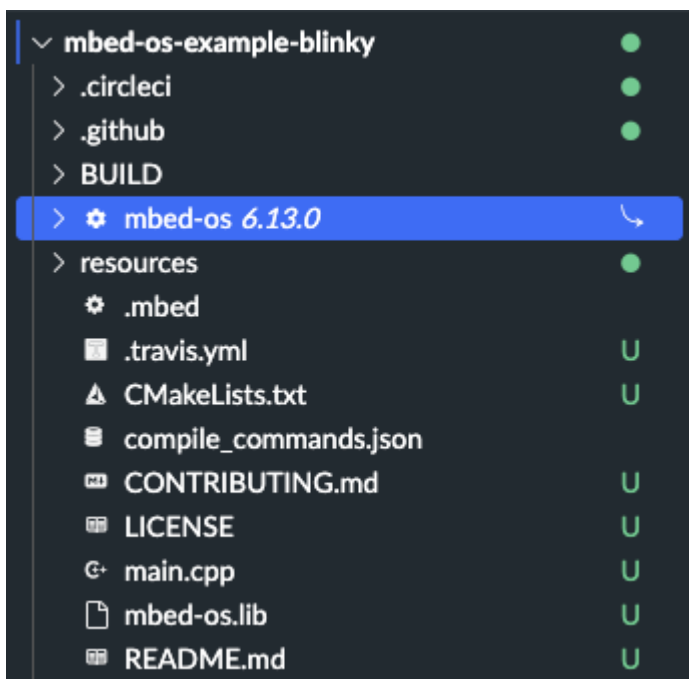 mbed-os-example-blinky
.circleci
.github
BUILD
mbed-os 6.13.0
resources
.mbed
.travis.yml U
CMakeLists.txt U
compile_commands.json
CONTRIBUTING.md U
LICENSE U
main.cpp U
mbed-os.lib U
README.md U